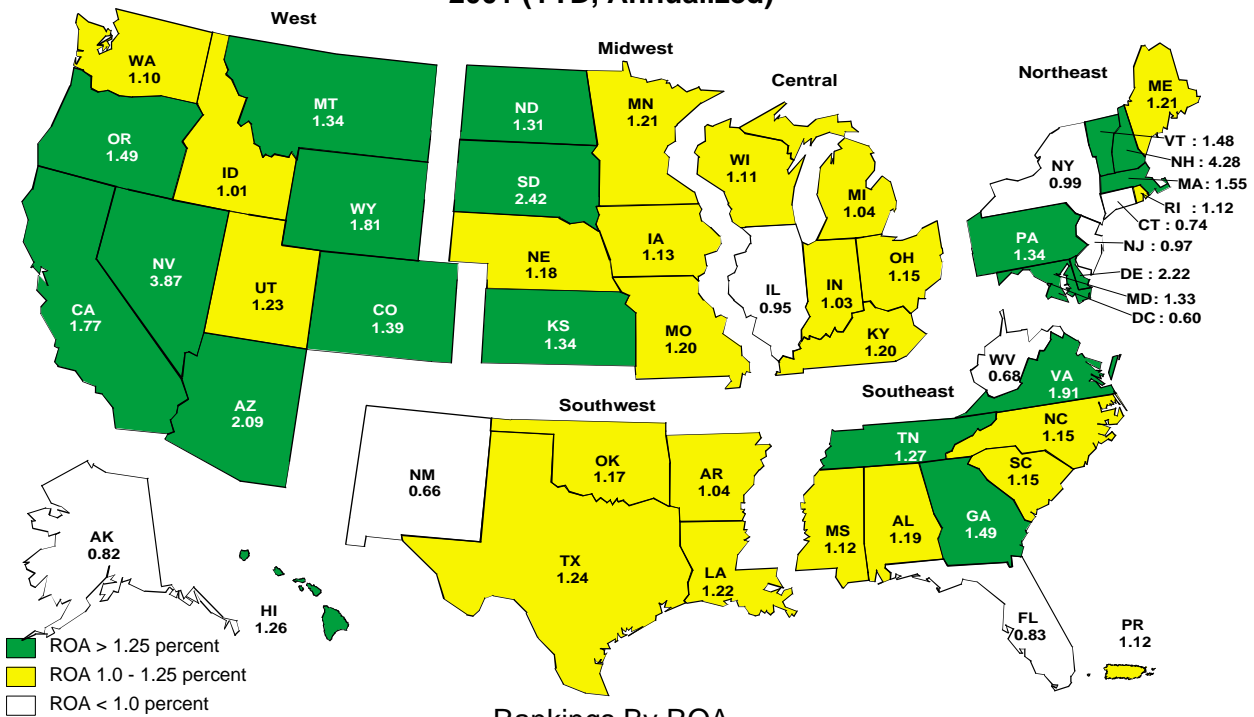 2001 (YTD, Annualized)
West
Midwest
Central
Northeast
WA
1.10
MT
1.34
OR
1.49
ID
1.01
WY
1.81
NV
3.87
UT
1.23
CA
1.77
CO
1.39
AZ
2.09
AK
0.82
HI
1.26
ND
1.31
MN
1.21
SD
2.42
NE
1.18
IA
1.13
KS
1.34
MO
1.20
WI
1.11
MI
1.04
IL
0.95
IN
1.03
OH
1.15
KY
1.20
ME
1.21
NY
0.99
VT : 1.48
NH : 4.28
MA : 1.55
RI : 1.12
CT : 0.74
NJ : 0.97
PA
1.34
DE : 2.22
MD: 1.33
DC : 0.60
Southwest
NM
0.66
OK
1.17
AR
1.04
TX
1.24
LA
1.22
Southeast
WV
0.68
VA
1.91
TN
1.27
NC
1.15
SC
1.15
MS
1.12
AL
1.19
GA
1.49
FL
0.83
PR
1.12
ROA > 1.25 percent
ROA 1.0 - 1.25 percent
ROA < 1.0 percent
Rankings By ROA